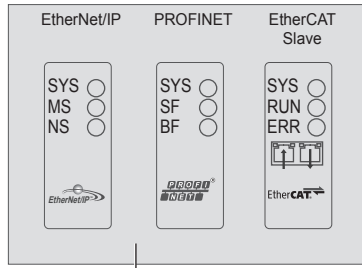 EtherNet/IP
PROFINET
EtherCAT
Slave
SYS
MS
NS
EtherNet/IP
SYS
SF
BF
PROFI
NET
®
SYS
RUN
ERR
EtherCAT.